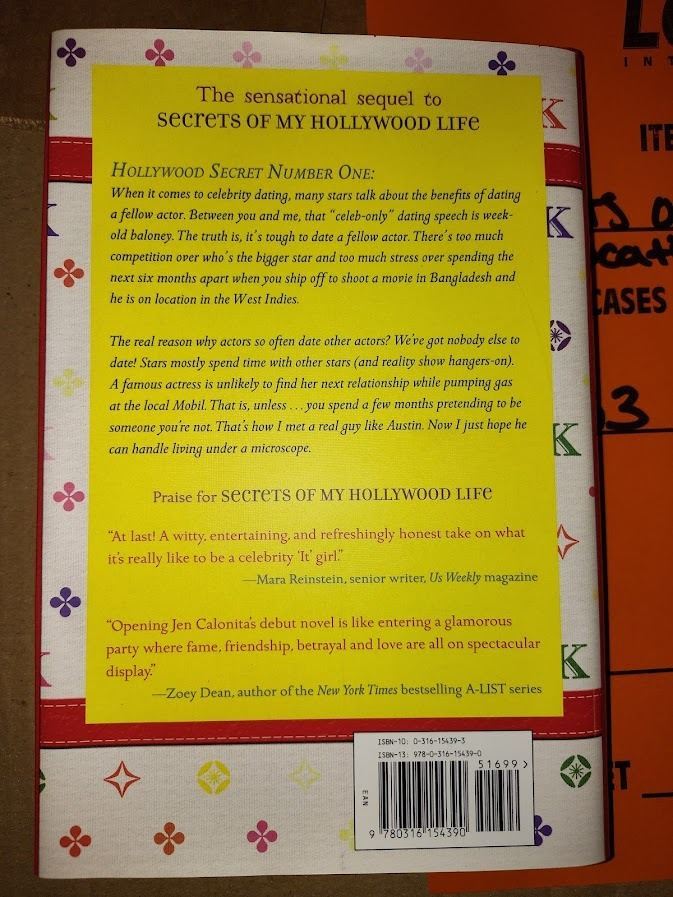 The sensational sequel to
SECRETS OF MY HOLLYWOOD LIFE
HOLLYWOOD SECRET NUMBER ONE:
When it comes to celebrity dating, many stars talk about the benefits of dating
a fellow actor. Between you and me, that “celeb-only” dating speech is week-
old baloney. The truth is, it's tough to date a fellow actor. There's too much
competition over who's the bigger star and too much stress over spending the
next six months apart when you ship off to shoot a movie in Bangladesh and
he is on location in the West Indies.
The real reason why actors so often date other actors? We've got nobody else to
date! Stars mostly spend time with other stars (and reality show hangers-on).
A famous actress is unlikely to find her next relationship while pumping gas
at the local Mobil. That is, unless . . . you spend a few months pretending to be
someone you're not. That's how I met a real guy like Austin. Now I just hope he
can handle living under a microscope.
Praise for SECRETS OF MY HOLLYWOOD LIFE
“At last! A witty, entertaining, and refreshingly honest take on what
it's really like to be a celebrity ‘It’ girl.”
—Mara Reinstein, senior writer, Us Weekly magazine
“Opening Jen Calonita's debut novel is like entering a glamorous
party where fame, friendship, betrayal and love are all on spectacular
display.”
—Zoey Dean, author of the New York Times bestselling A-LIST series
ISBN-10: 0-316-15439-3
ISBN-13: 978-0-316-15439-0
51699 >
EAN
9 780316 154390
K
K
K
K
K
INT
ITE
CASES
33